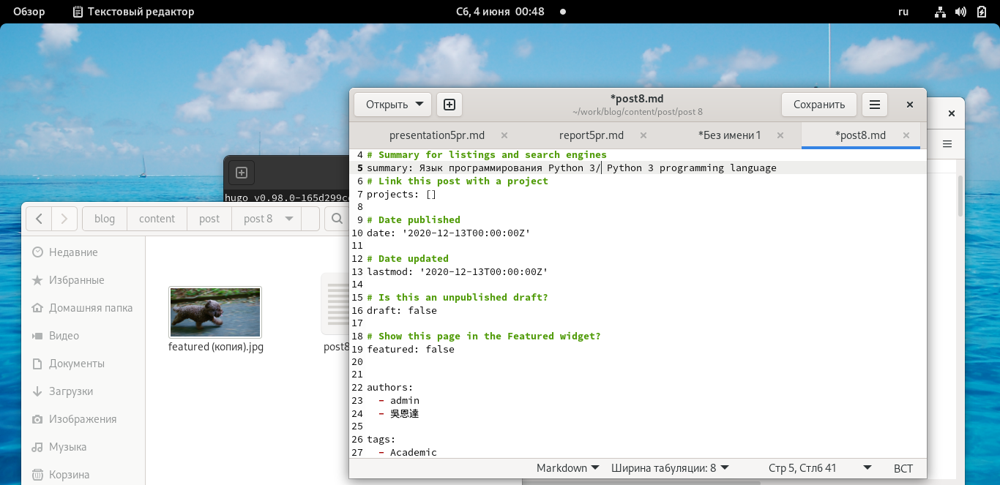 Обзор
Текстовый редактор
Сб, 4 июня 00:48
ru
Открыть
*post8.md
~/work/blog/content/post/post 8
Сохранить
presentation5pr.md
report5pr.md
*Без имени 1
*post8.md
4 # Summary for listings and search engines
5 summary: Язык программирования Python 3/ Python 3 programming language
6 # Link this post with a project
7 projects: []
8
9 # Date published
10 date: '2020-12-13T00:00:00Z'
11
12 # Date updated
13 lastmod: '2020-12-13T00:00:00Z'
14
15 # Is this an unpublished draft?
16 draft: false
17
18 # Show this page in the Featured widget?
19 featured: false
20
21
22 authors:
23 - admin
24 - 吳恩達
25
26 tags:
27 - Academic
Markdown
Ширина табуляции: 8
Стр 5, Стлб 41
ВСТ
hugo v0.98.0-165d299c
blog
content
post
post 8
Недавние
Избранные
Домашняя папка
Видео
Документы
Загрузки
Изображения
Музыка
Корзина
featured (копия).jpg
post8